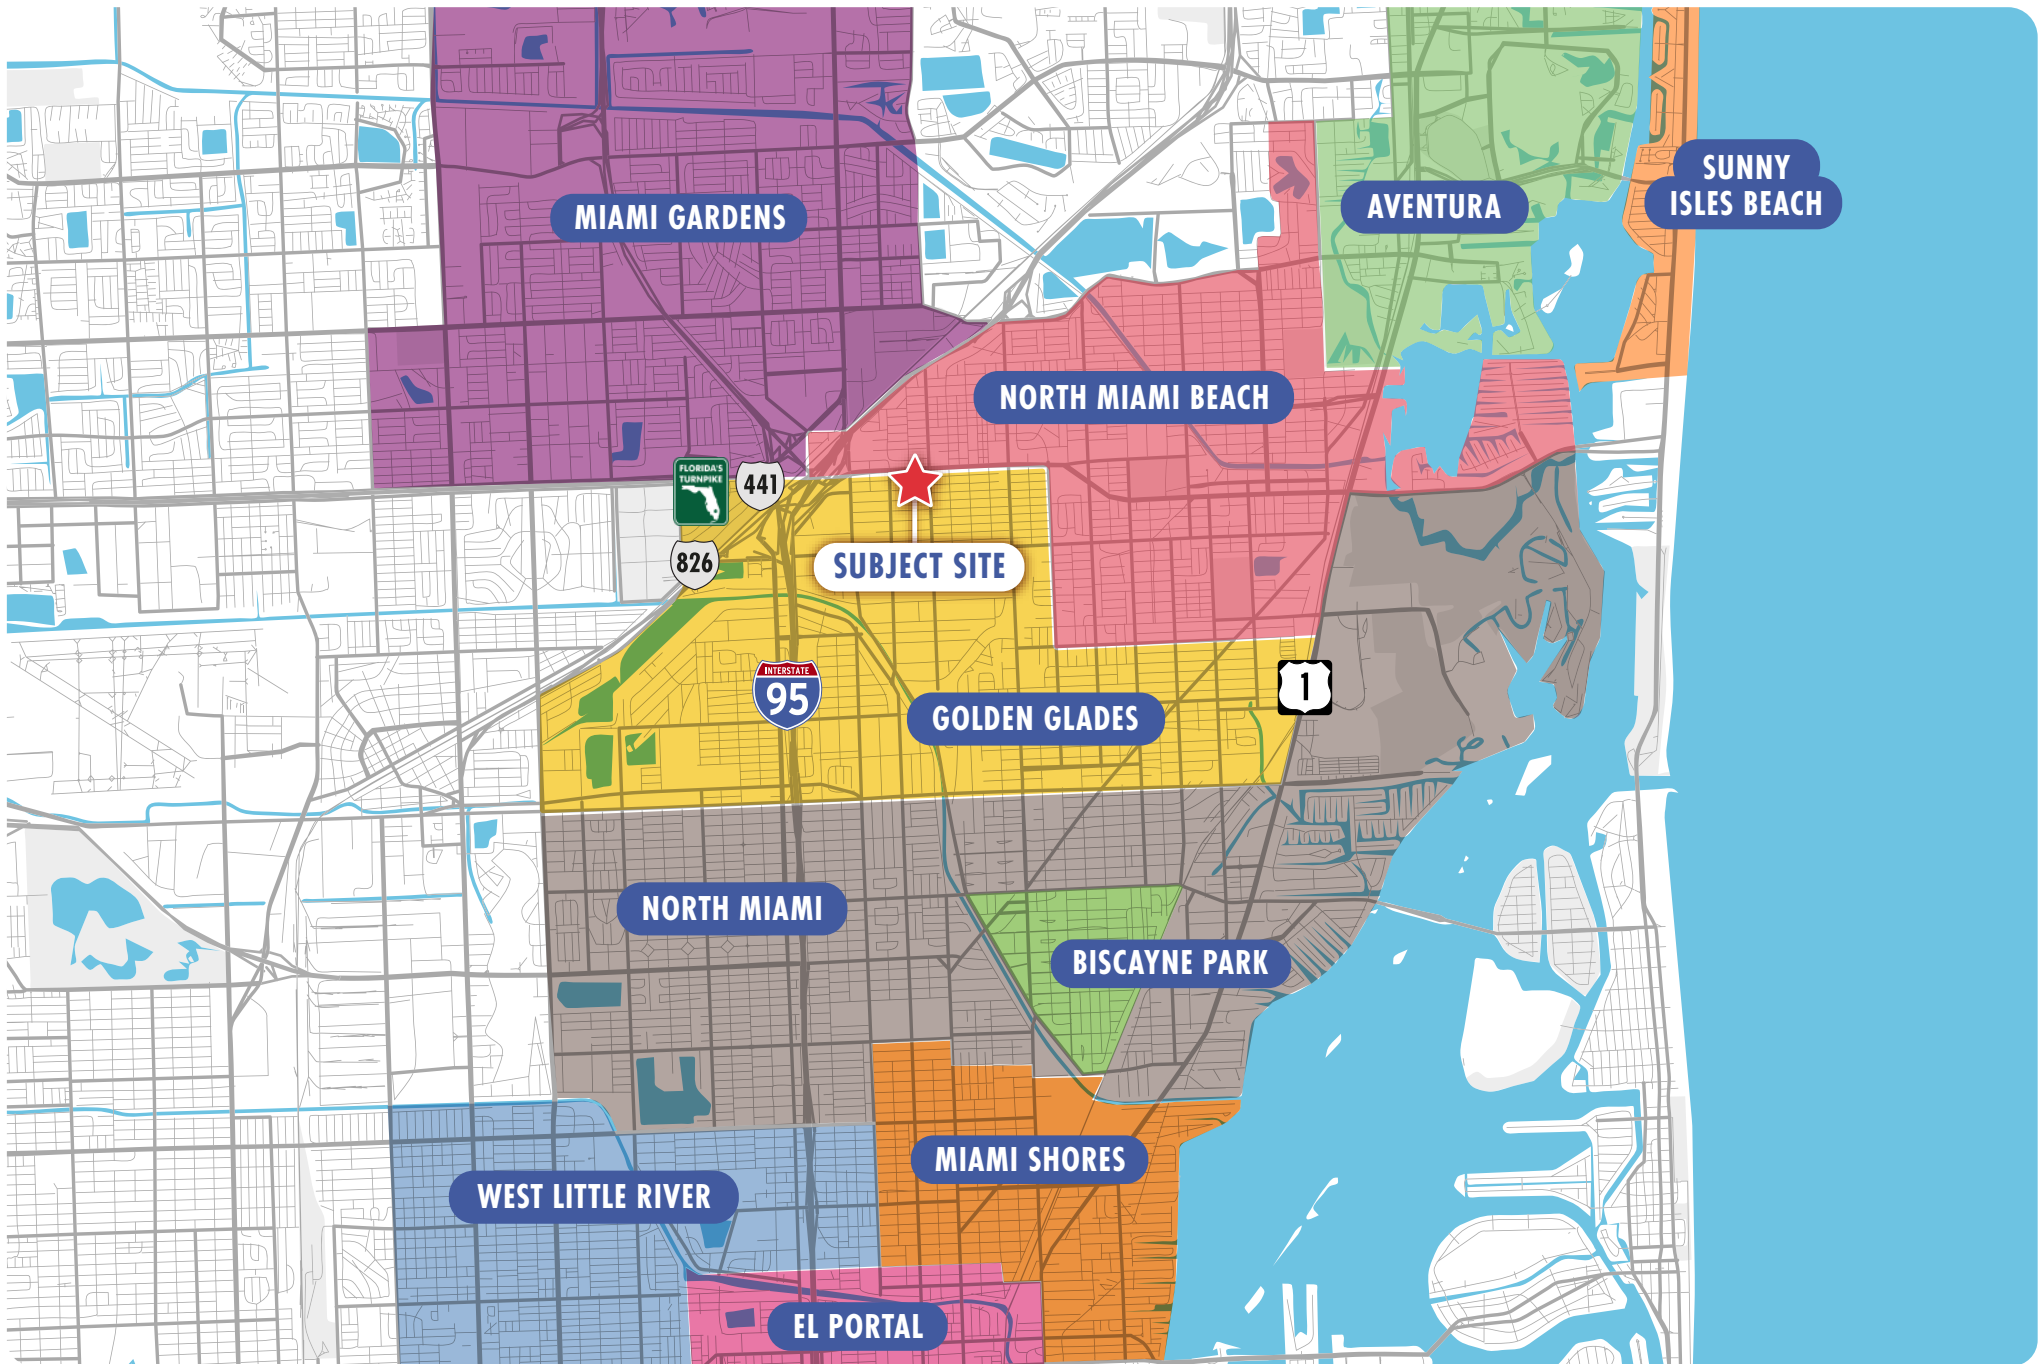 SUNNY
ISLES BEACH
AVENTURA
MIAMI GARDENS
NORTH MIAMI BEACH
FLORIDA'S
TURNPIKE
441
826
SUBJECT SITE
INTERSTATE
95
1
GOLDEN GLADES
NORTH MIAMI
BISCAYNE PARK
MIAMI SHORES
WEST LITTLE RIVER
EL PORTAL